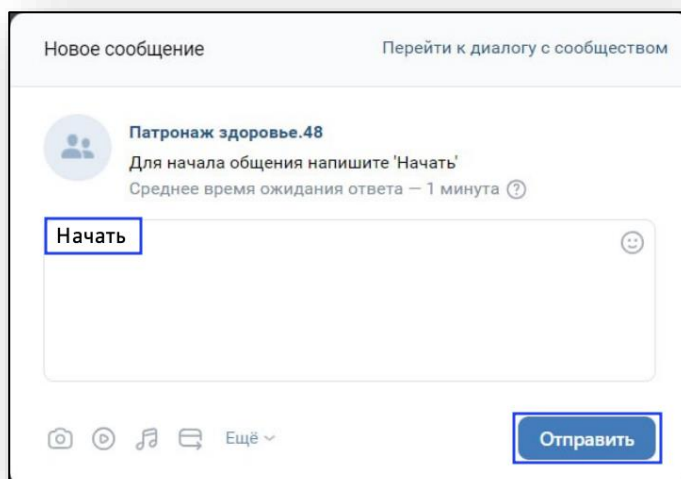 Новое сообщение Перейти к диалогу с сообществом
Патронаж здоровье.48
Для начала общения напишите 'Начать'
Среднее время ожидания ответа — 1 минута ?
Начать
Ещё Отправить